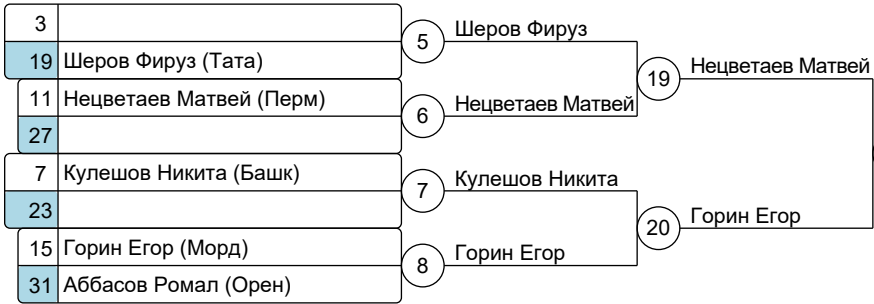 3
19 Шеров Фируз (Тата)
11 Нецветаев Матвей (Перм)
27
7 Кулешов Никита (Башк)
23
15 Горин Егор (Морд)
31 Аббасов Ромал (Орен)
5 Шеров Фируз
6 Нецветаев Матвей
7 Кулешов Никита
8 Горин Егор
19 Нецветаев Матвей
20 Горин Егор